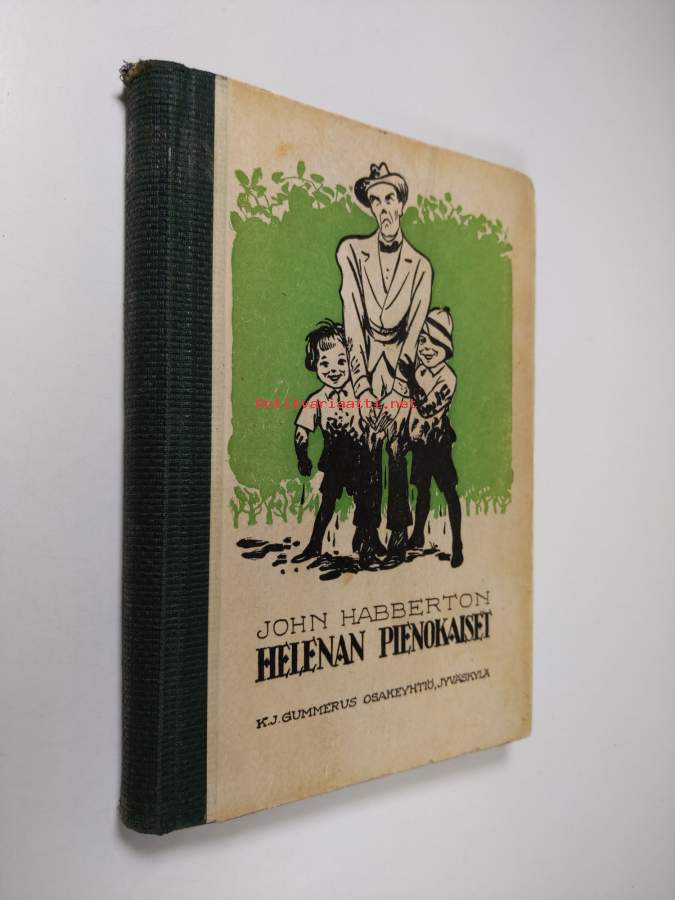 antikvariaatti.net
JOHN HABBERTON
HELENAN PIENOKAISET
K.J. GUMMERUS OSAKEYHTIÖ, JYVÄSKYLÄ